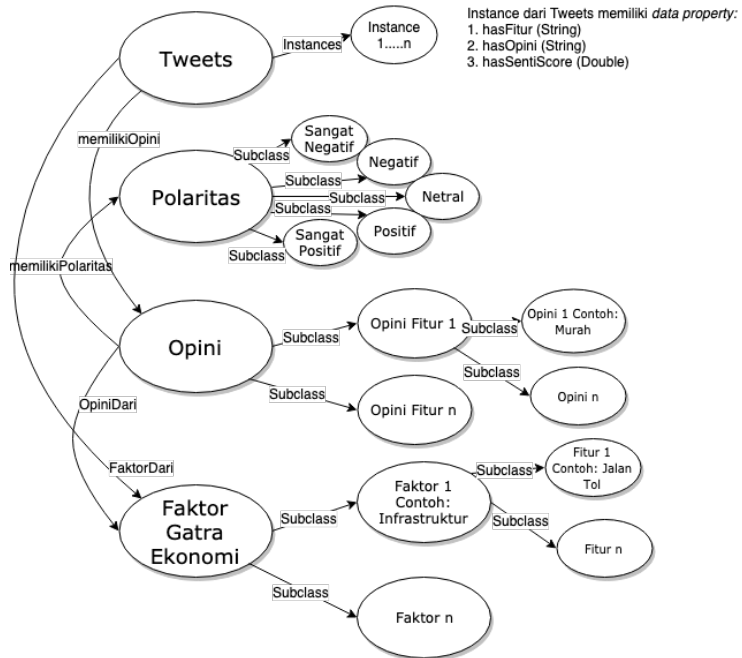 Instance dari Tweets memiliki data property:
1. hasFitur (String)
2. hasOpini (String)
3. hasSentiScore (Double)
Tweets
Instances
Instance
1.....n
memilikiOpini
Polaritas
Subclass
Sangat
Negatif
Subclass
Negatif
Subclass
Netral
Subclass
Positif
Subclass
Sangat
Positif
memilikiPolaritas
Opini
Subclass
Opini Fitur 1
Subclass
Opini 1 Contoh:
Murah
Subclass
Opini n
Subclass
Opini Fitur n
OpiniDari
FaktorDari
Faktor
Gatra
Ekonomi
Subclass
Faktor 1
Contoh:
Infrastruktur
Subclass
Fitur 1
Contoh: Jalan
Tol
Subclass
Fitur n
Subclass
Faktor n